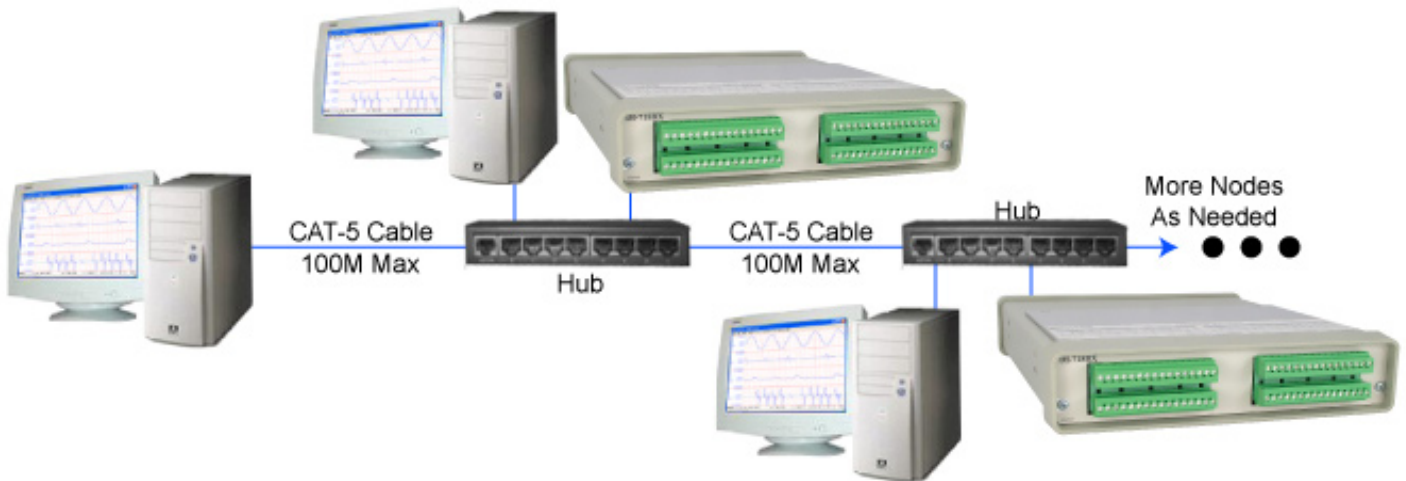 CAT-5 Cable
100M Max
Hub
CAT-5 Cable
100M Max
Hub
More Nodes
As Needed